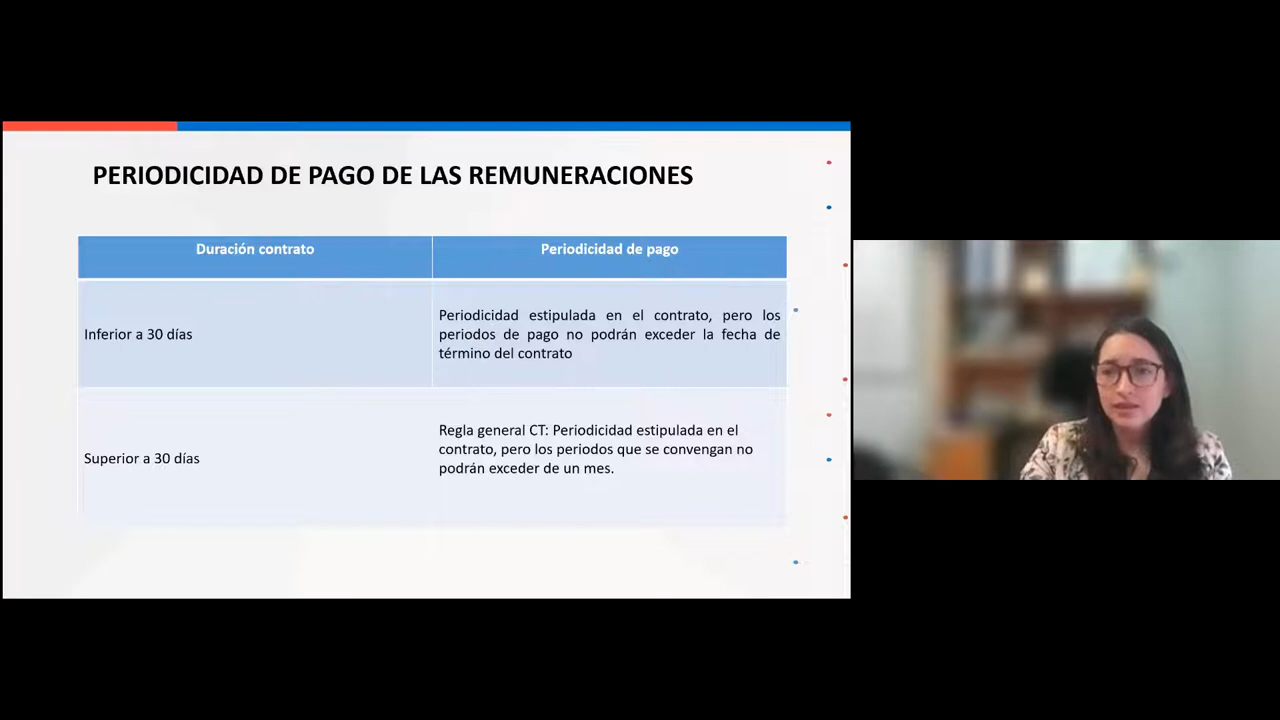 PERIODICIDAD DE PAGO DE LAS REMUNERACIONES
Duración contrato
Periodicidad de pago
Inferior a 30 días
Periodicidad estipulada en el contrato, pero los
periodos de pago no podrán exceder la fecha de
término del contrato
Superior a 30 días
Regla general CT: Periodicidad estipulada en el
contrato, pero los periodos que se convengan no
podrán exceder de un mes.